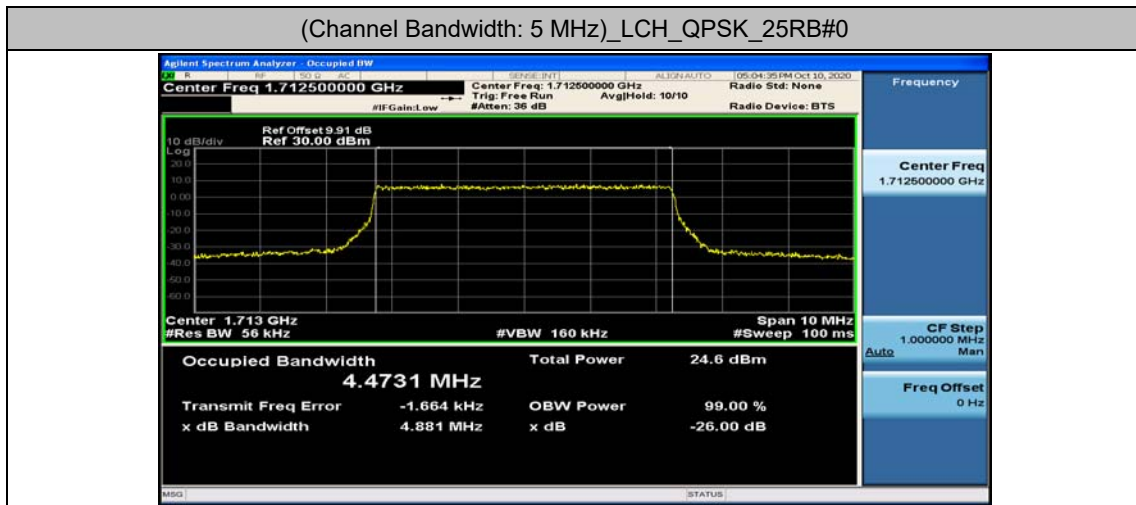 (Channel Bandwidth: 5 MHz)_LCH_QPSK_25RB#0
Agilent Spectrum Analyzer - Occupied BW
R RF 50 Ω AC SENSE:INT ALIGN AUTO 05:04:35 PM Oct 10, 2020
Center Freq 1.712500000 GHz
Center Freq: 1.712500000 GHz
Radio Std: None
Trig: Free Run Avg|Hold: 10/10
#IFGain:Low
#Atten: 36 dB
Radio Device: BTS
Ref Offset 9.91 dB
10 dB/div Ref 30.00 dBm
Log
20.0
10.0
0.00
-10.0
-20.0
-30.0
-40.0
-50.0
-60.0
Center 1.713 GHz
Span 10 MHz
#Res BW 56 kHz
#VBW 160 kHz
#Sweep 100 ms
Occupied Bandwidth
Total Power 24.6 dBm
4.4731 MHz
Transmit Freq Error -1.664 kHz
OBW Power 99.00 %
x dB Bandwidth 4.881 MHz
x dB -26.00 dB
MSG
STATUS
Frequency
Center Freq
1.712500000 GHz
CF Step
1.000000 MHz
Auto Man
Freq Offset
0 Hz